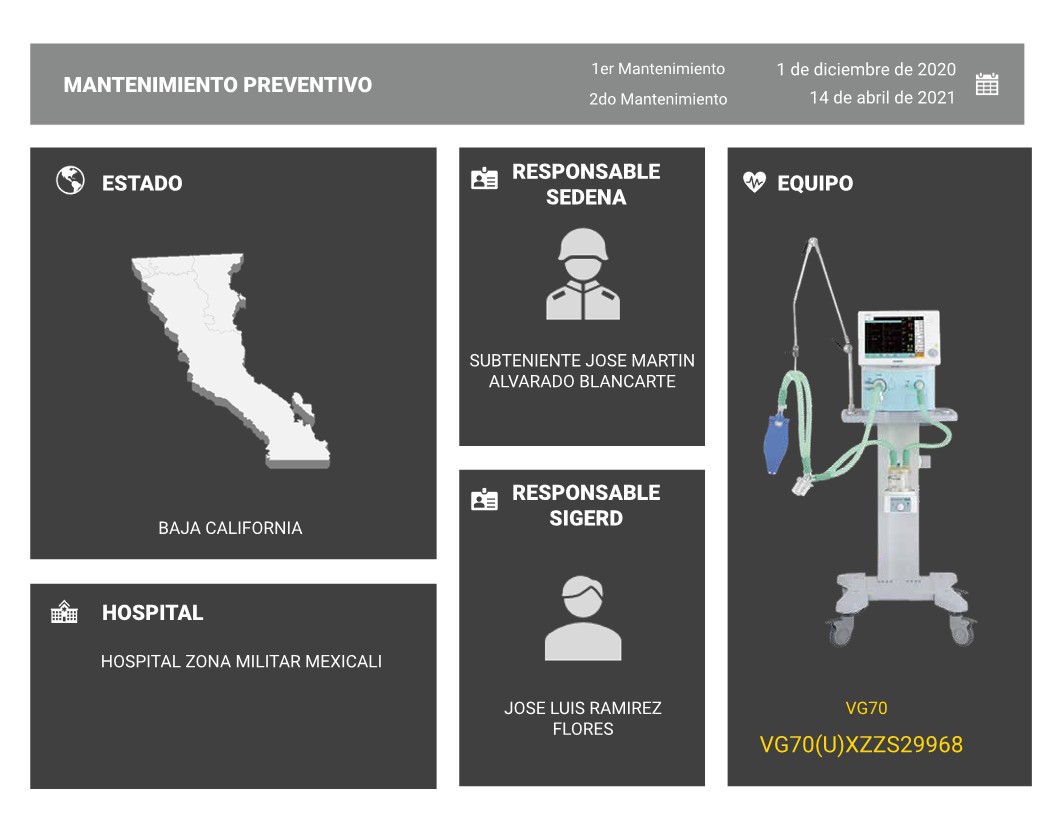 MANTENIMIENTO PREVENTIVO
1er Mantenimiento
1 de diciembre de 2020
2do Mantenimiento
14 de abril de 2021
ESTADO
BAJA CALIFORNIA
HOSPITAL
HOSPITAL ZONA MILITAR MEXICALI
RESPONSABLE
SEDENA
SUBTENIENTE JOSE MARTIN
ALVARADO BLANCARTE
RESPONSABLE
SIGERD
JOSE LUIS RAMIREZ
FLORES
EQUIPO
VG70
VG70(U)XZZS29968